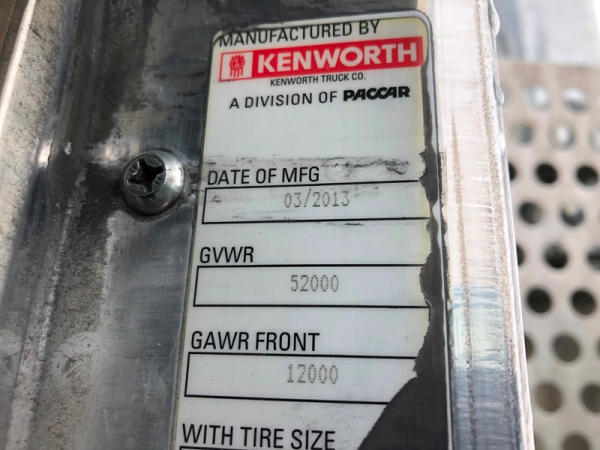 MANUFACTURED BY
KENWORTH
KENWORTH TRUCK CO.
A DIVISION OF PACCAR
DATE OF MFG
03/2013
GVWR
52000
GAWR FRONT
12000
WITH TIRE SIZE